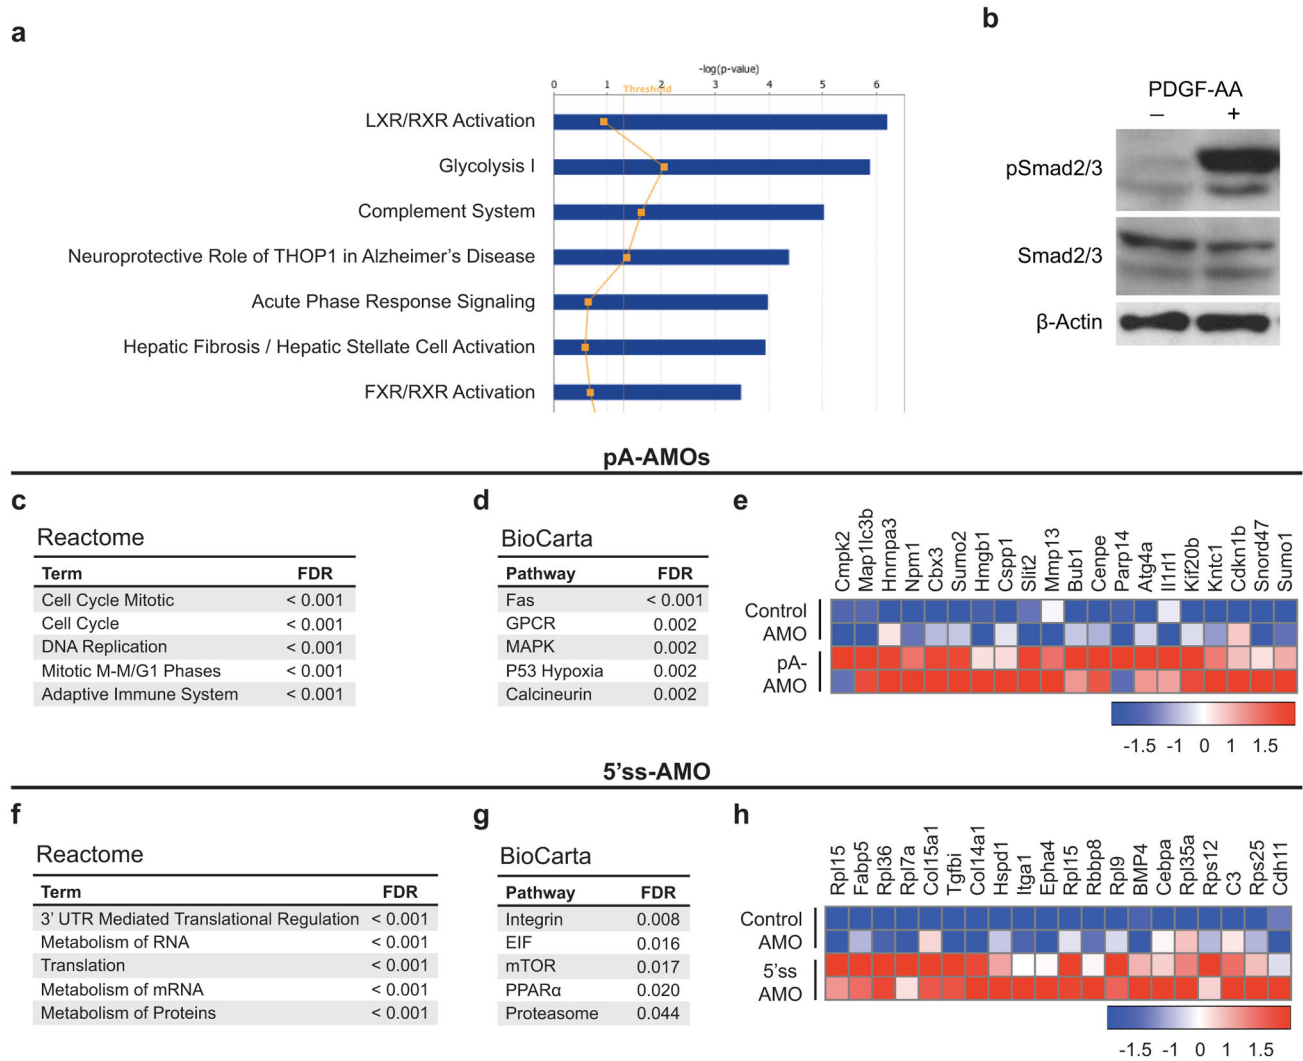 a
-log(p-value)
0 1 2 3 4 5 6
Threshold
LXR/RXR Activation
Glycolysis I
Complement System
Neuroprotective Role of THOP1 in Alzheimer's Disease
Acute Phase Response Signaling
Hepatic Fibrosis / Hepatic Stellate Cell Activation
FXR/RXR Activation
b
PDGF-AA
– +
pSmad2/3
Smad2/3
β-Actin
pA-AMOs
c
Reactome
Term FDR
Cell Cycle Mitotic < 0.001
Cell Cycle < 0.001
DNA Replication < 0.001
Mitotic M-M/G1 Phases < 0.001
Adaptive Immune System < 0.001
d
BioCarta
Pathway FDR
Fas < 0.001
GPCR 0.002
MAPK 0.002
P53 Hypoxia 0.002
Calcineurin 0.002
e
Cmpk2 Map1lc3b Hnrnpa3 Npm1 Cbx3 Sumo2 Hmgb1 Cspp1 Slit2 Mmp13 Bub1 Cenpe Parp14 Atg4a Il1rl1 Kif20b Kntc1 Cdkn1b Snord47 Sumo1
Control
AMO
pA-
AMO
-1.5 -1 0 1 1.5
5'ss-AMO
f
Reactome
Term FDR
3' UTR Mediated Translational Regulation < 0.001
Metabolism of RNA < 0.001
Translation < 0.001
Metabolism of mRNA < 0.001
Metabolism of Proteins < 0.001
g
BioCarta
Pathway FDR
Integrin 0.008
EIF 0.016
mTOR 0.017
PPARα 0.020
Proteasome 0.044
h
Rpl15 Fabp5 Rpl36 Rpl7a Col15a1 Tgfbi Col14a1 Hspd1 Itga1 Epha4 Rpl15 Rbbp8 Rpl9 BMP4 Cebpa Rpl35a Rps12 C3 Rps25 Cdh11
Control
AMO
5'ss
AMO
-1.5 -1 0 1 1.5